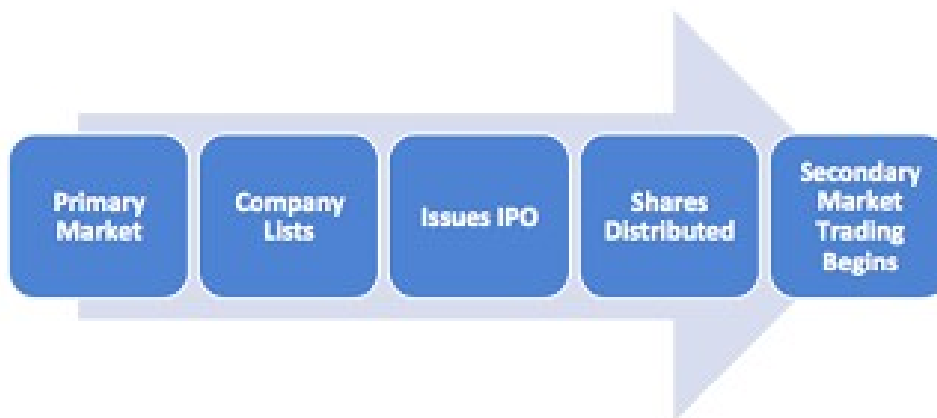 Primary
Market
Company
Lists
Issues IPO
Shares
Distributed
Secondary
Market
Trading
Begins